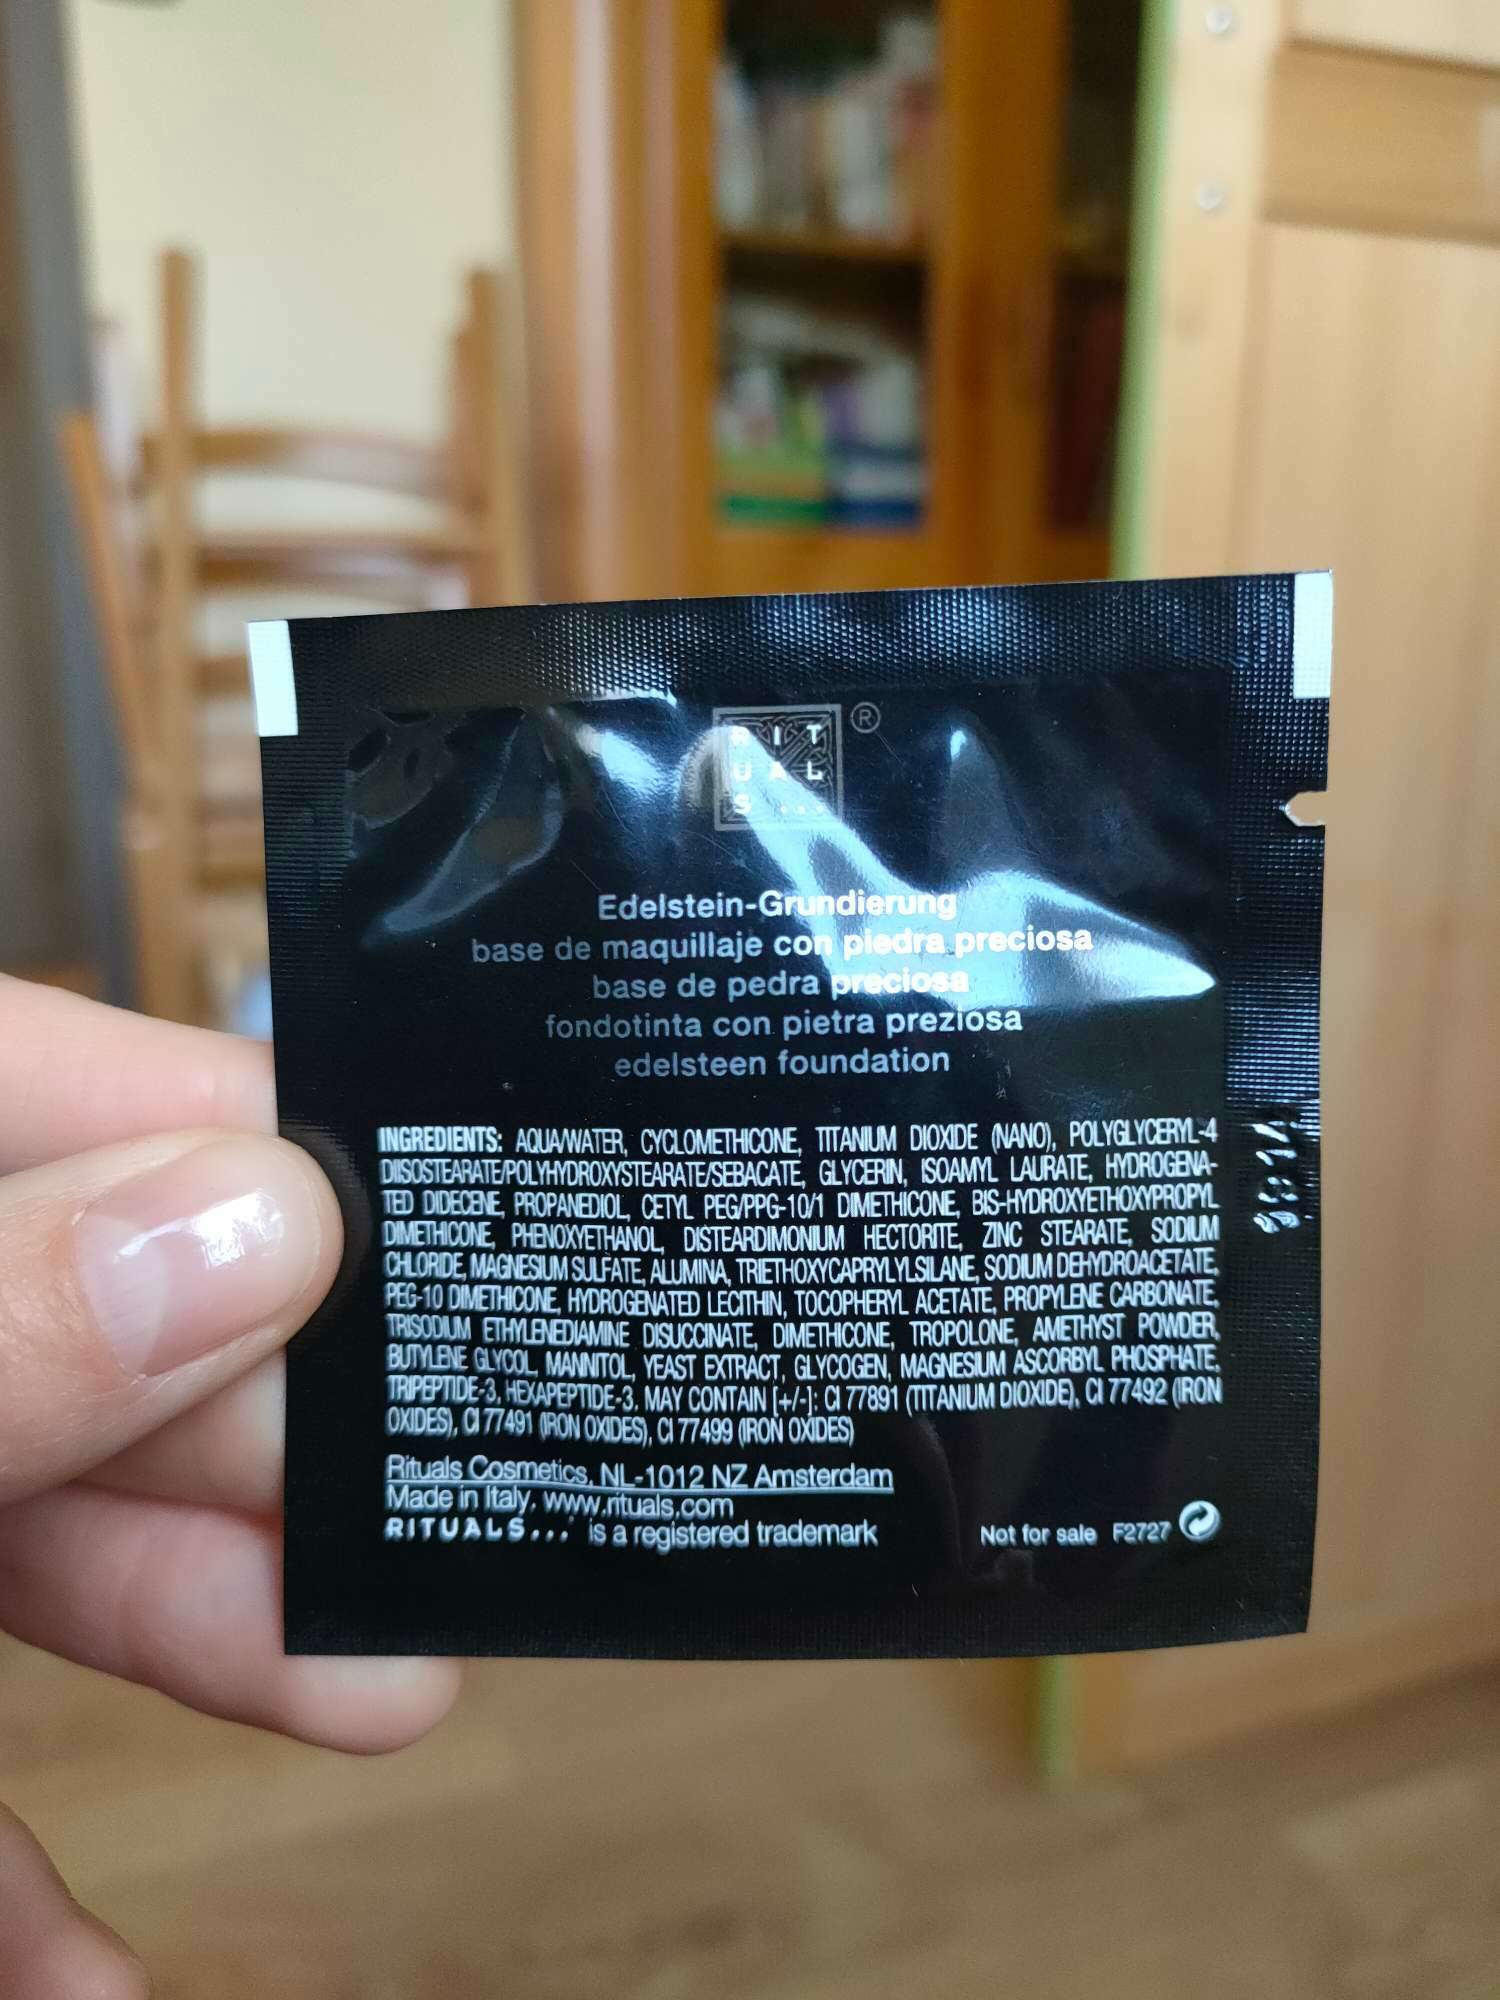 RIT
UAL
S... ®
Edelstein-Grundierung
base de maquillaje con piedra preciosa
base de pedra preciosa
fondotinta con pietra preziosa
edelsteen foundation
INGREDIENTS: AQUA/WATER, CYCLOMETHICONE, TITANIUM DIOXIDE (NANO), POLYGLYCERYL-4
DIISOSTEARATE/POLYHYDROXYSTEARATE/SEBACATE, GLYCERIN, ISOAMYL LAURATE, HYDROGENA-
TED DIDECENE, PROPANEDIOL, CETYL PEG/PPG-10/1 DIMETHICONE, BIS-HYDROXYETHOXYPROPYL
DIMETHICONE, PHENOXYETHANOL, DISTEARDIMONIUM HECTORITE, ZINC STEARATE, SODIUM
CHLORIDE, MAGNESIUM SULFATE, ALUMINA, TRIETHOXYCAPRYLYLSILANE, SODIUM DEHYDROACETATE,
PEG-10 DIMETHICONE, HYDROGENATED LECITHIN, TOCOPHERYL ACETATE, PROPYLENE CARBONATE,
TRISODIUM ETHYLENEDIAMINE DISUCCINATE, DIMETHICONE, TROPOLONE, AMETHYST POWDER,
BUTYLENE GLYCOL, MANNITOL, YEAST EXTRACT, GLYCOGEN, MAGNESIUM ASCORBYL PHOSPHATE,
TRIPEPTIDE-3, HEXAPEPTIDE-3. MAY CONTAIN [+/-]: CI 77891 (TITANIUM DIOXIDE), CI 77492 (IRON
OXIDES), CI 77491 (IRON OXIDES), CI 77499 (IRON OXIDES)
Rituals Cosmetics, NL-1012 NZ Amsterdam
Made in Italy, www.rituals.com
RITUALS... is a registered trademark
Not for sale F2727